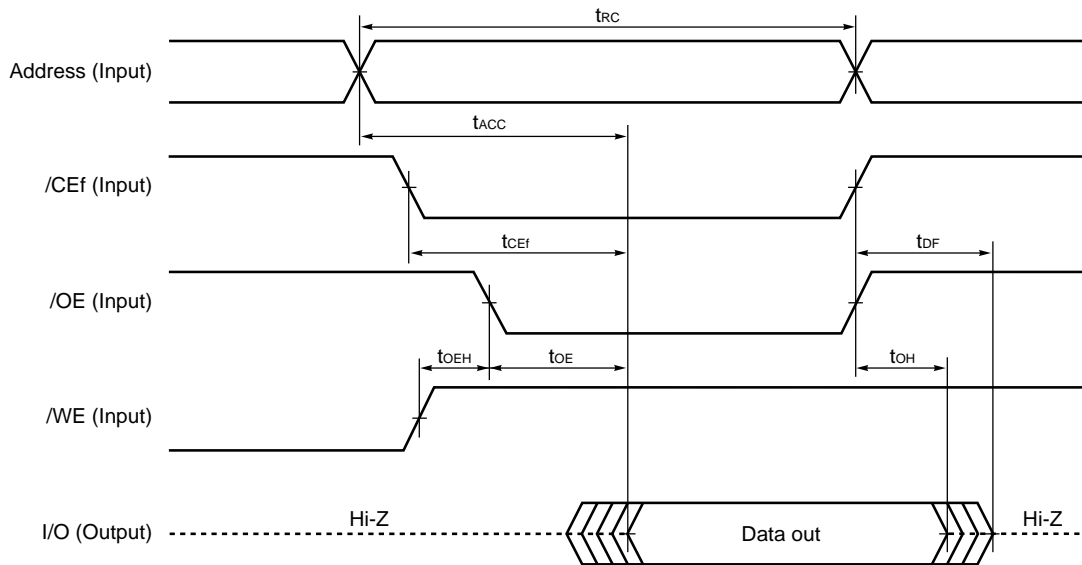 tRC
Address (Input)
tACC
/CEf (Input)
tCEf
tDF
/OE (Input)
tOEH
tOE
tOH
/WE (Input)
I/O (Output)
Hi-Z
Data out
Hi-Z